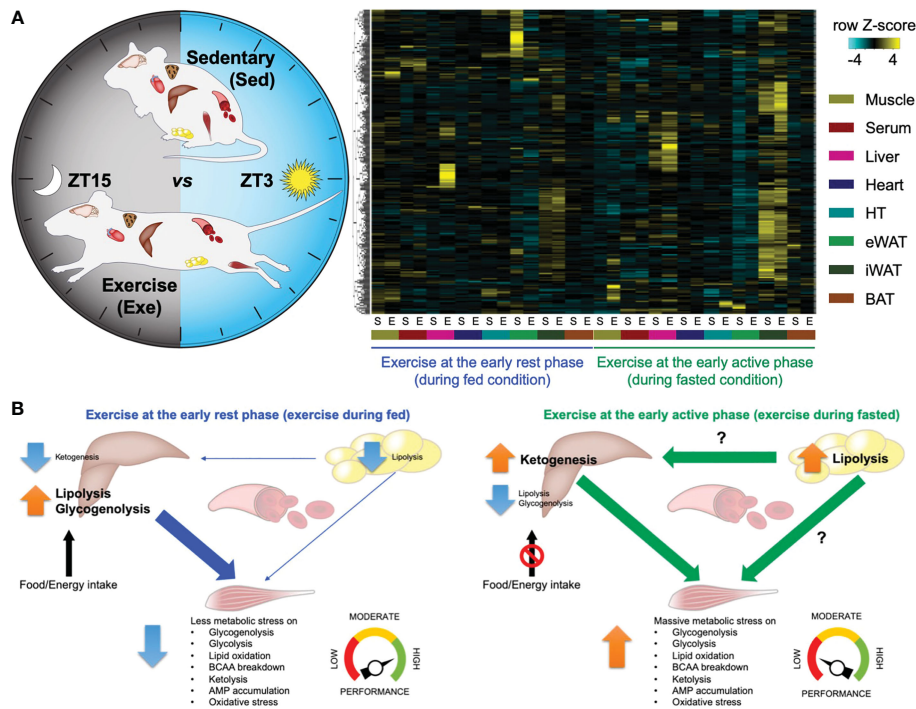 A
Sedentary
(Sed)
ZT15
vs
ZT3
Exercise
(Exe)
row Z-score
-4 4
Muscle
Serum
Liver
Heart
HT
eWAT
iWAT
BAT
S E S E S E S E S E S E S E S E S E S E S E S E S E S E S E S E
Exercise at the early rest phase
(during fed condition)
Exercise at the early active phase
(during fasted condition)
B
Exercise at the early rest phase (exercise during fed)
Ketogenesis
Lipolysis
Lipolysis
Glycogenolysis
Food/Energy intake
Less metabolic stress on
• Glycogenolysis
• Glycolysis
• Lipid oxidation
• BCAA breakdown
• Ketolysis
• AMP accumulation
• Oxidative stress
MODERATE
LOW
HIGH
PERFORMANCE
Exercise at the early active phase (exercise during fasted)
?
Ketogenesis
Lipolysis
Lipolysis
Glycogenolysis
?
Food/Energy intake
Massive metabolic stress on
• Glycogenolysis
• Glycolysis
• Lipid oxidation
• BCAA breakdown
• Ketolysis
• AMP accumulation
• Oxidative stress
MODERATE
LOW
HIGH
PERFORMANCE